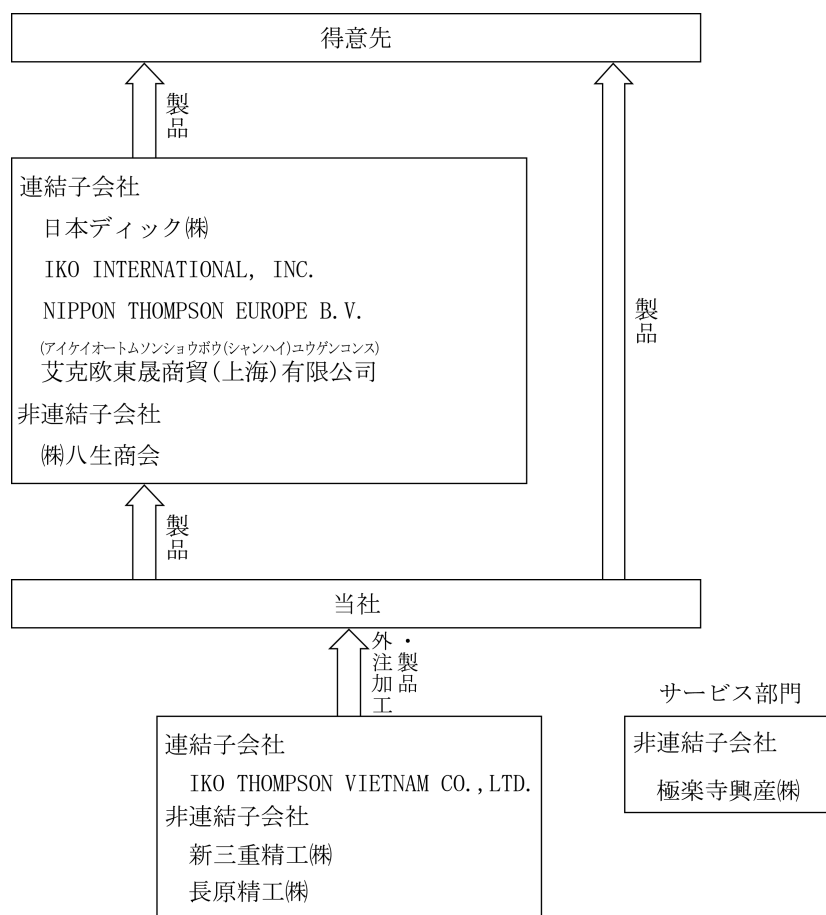 得意先
製品
連結子会社
日本ディック㈱
IKO INTERNATIONAL, INC.
NIPPON THOMPSON EUROPE B.V.
(アイケイオートムソンショウボウ(シャンハイ)ユウゲンコンス)
艾克欧東晟商貿(上海)有限公司
非連結子会社
㈱八生商会
製品
製品
当社
外注加工・製品
連結子会社
IKO THOMPSON VIETNAM CO.,LTD.
非連結子会社
新三重精工㈱
長原精工㈱
サービス部門
非連結子会社
極楽寺興産㈱